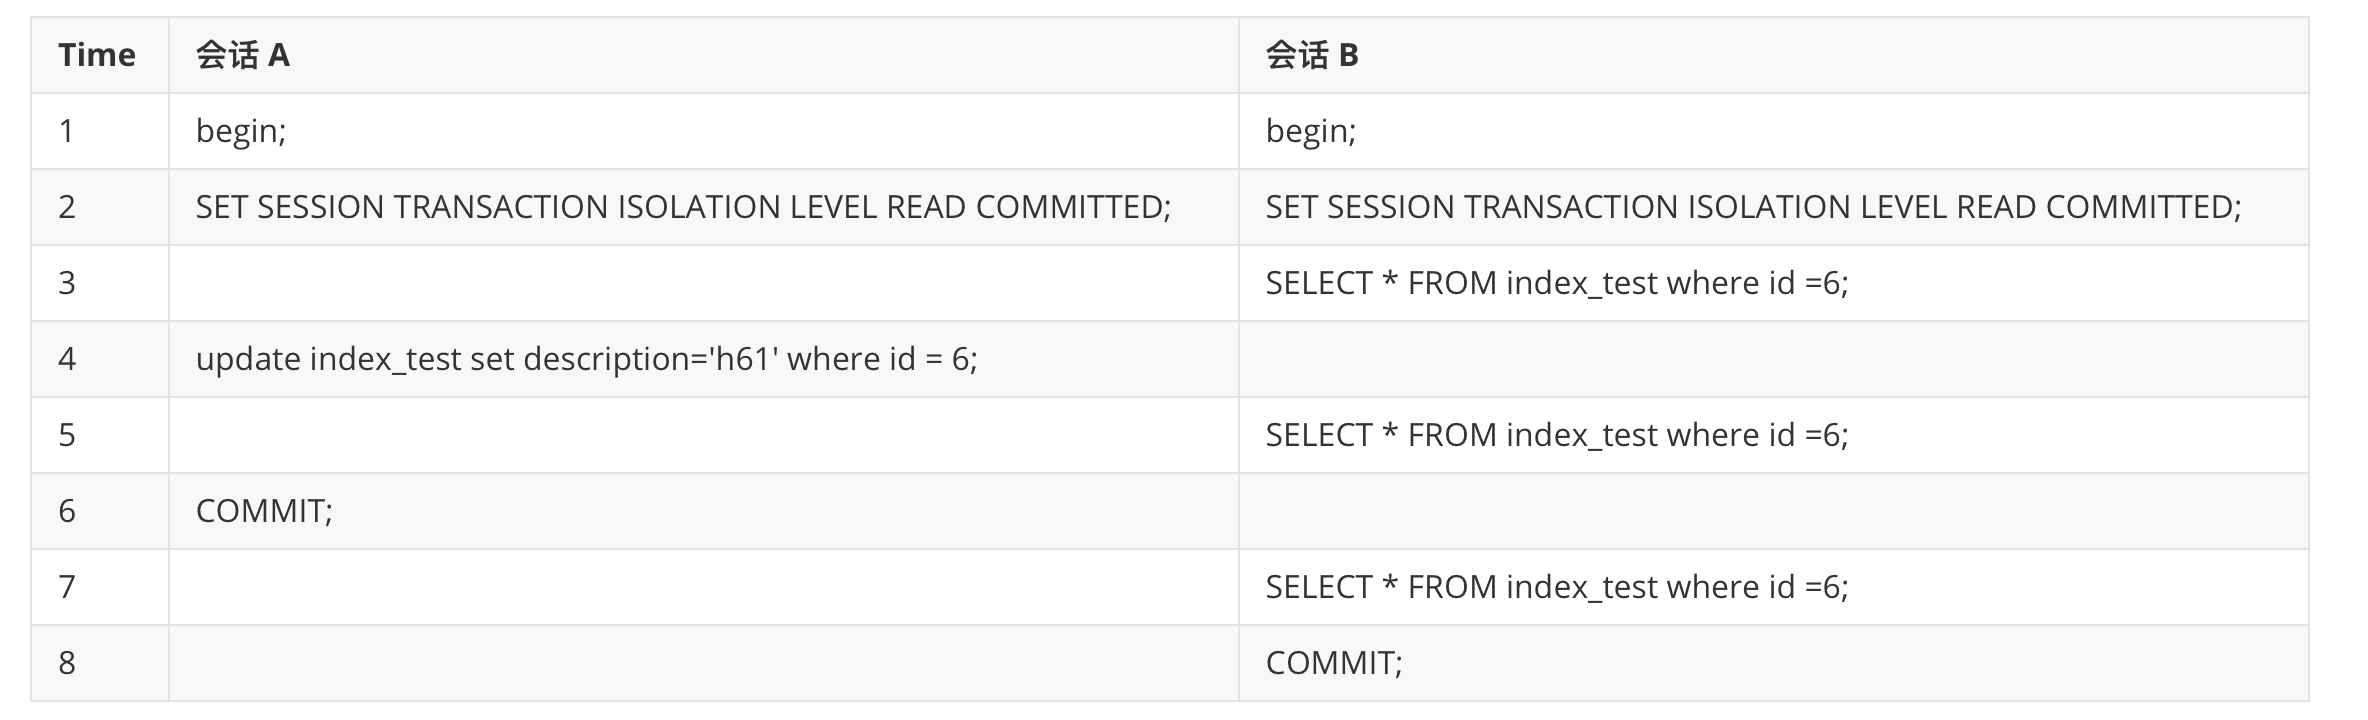 Time 会话 A 会话 B
1 begin; begin;
2 SET SESSION TRANSACTION ISOLATION LEVEL READ COMMITTED; SET SESSION TRANSACTION ISOLATION LEVEL READ COMMITTED;
3 SELECT * FROM index_test where id =6;
4 update index_test set description='h61' where id = 6;
5 SELECT * FROM index_test where id =6;
6 COMMIT;
7 SELECT * FROM index_test where id =6;
8 COMMIT;